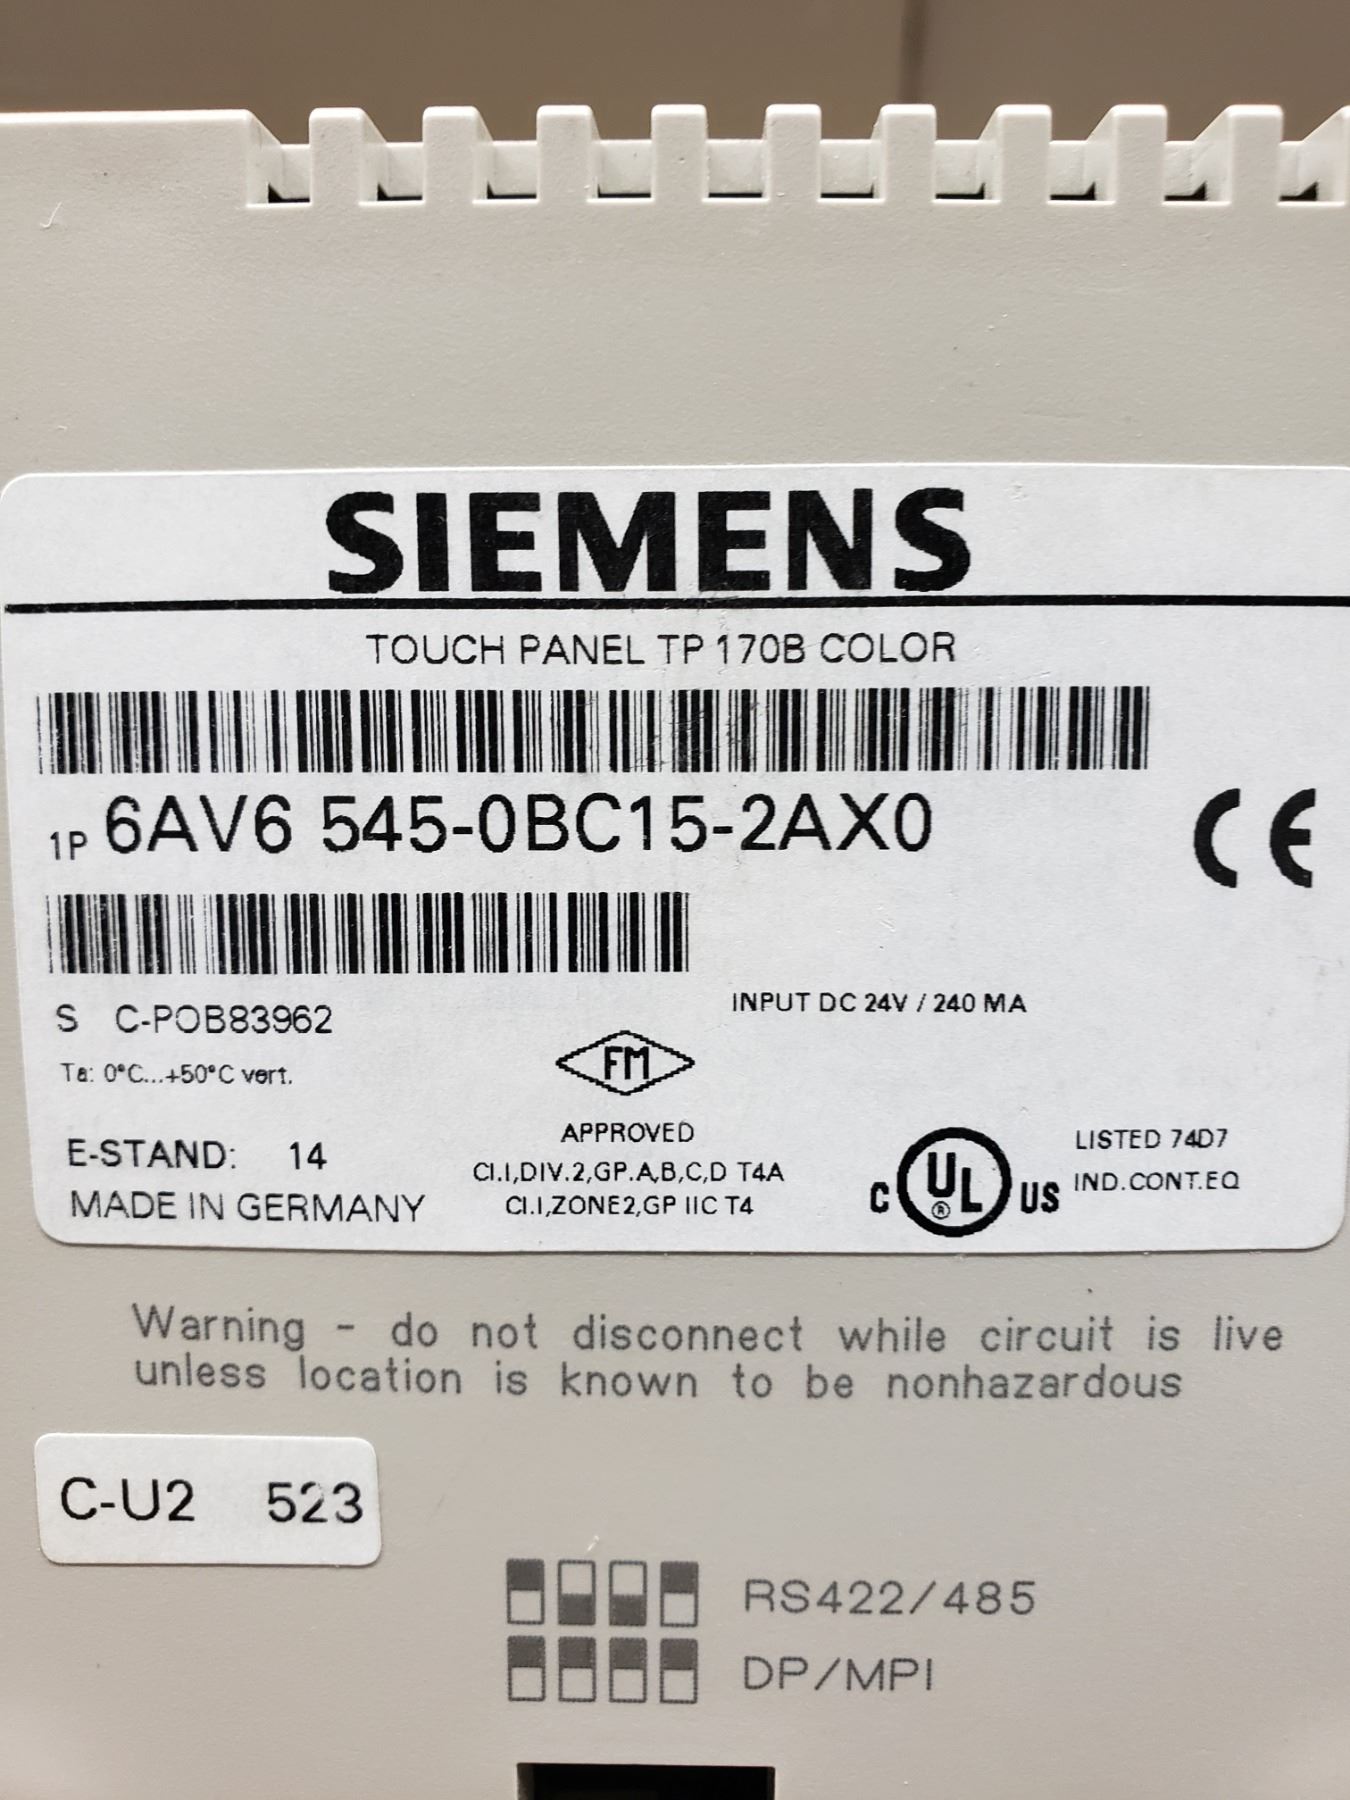 SIEMENS
TOUCH PANEL TP 170B COLOR
1P 6AV6 545-0BC15-2AX0
CE
S C-POB83962
INPUT DC 24V / 240 MA
Ta: 0°C...+50°C vert.
FM
APPROVED
E-STAND: 14
CI.I,DIV.2,GP.A,B,C,D T4A
MADE IN GERMANY
CI.I,ZONE2,GP IIC T4
C UL ® US
LISTED 74D7
IND.CONT.EQ
Warning - do not disconnect while circuit is live
unless location is known to be nonhazardous
C-U2 523
RS422/485
DP/MPI